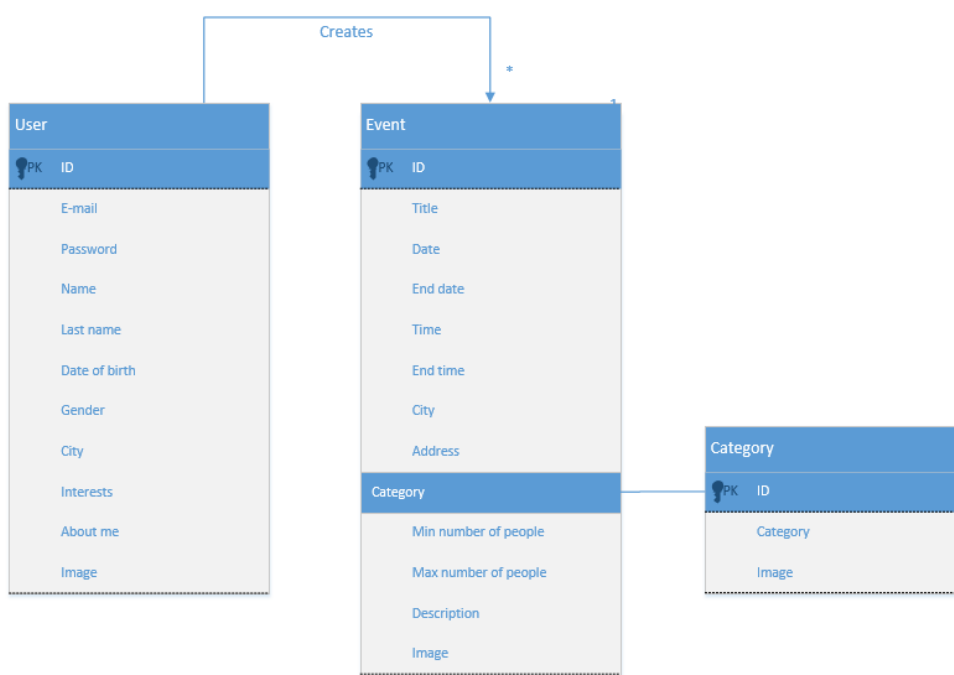 Creates
*
User
PK ID
E-mail
Password
Name
Last name
Date of birth
Gender
City
Interests
About me
Image
Event
PK ID
Title
Date
End date
Time
End time
City
Address
Category
Min number of people
Max number of people
Description
Image
Category
PK ID
Category
Image